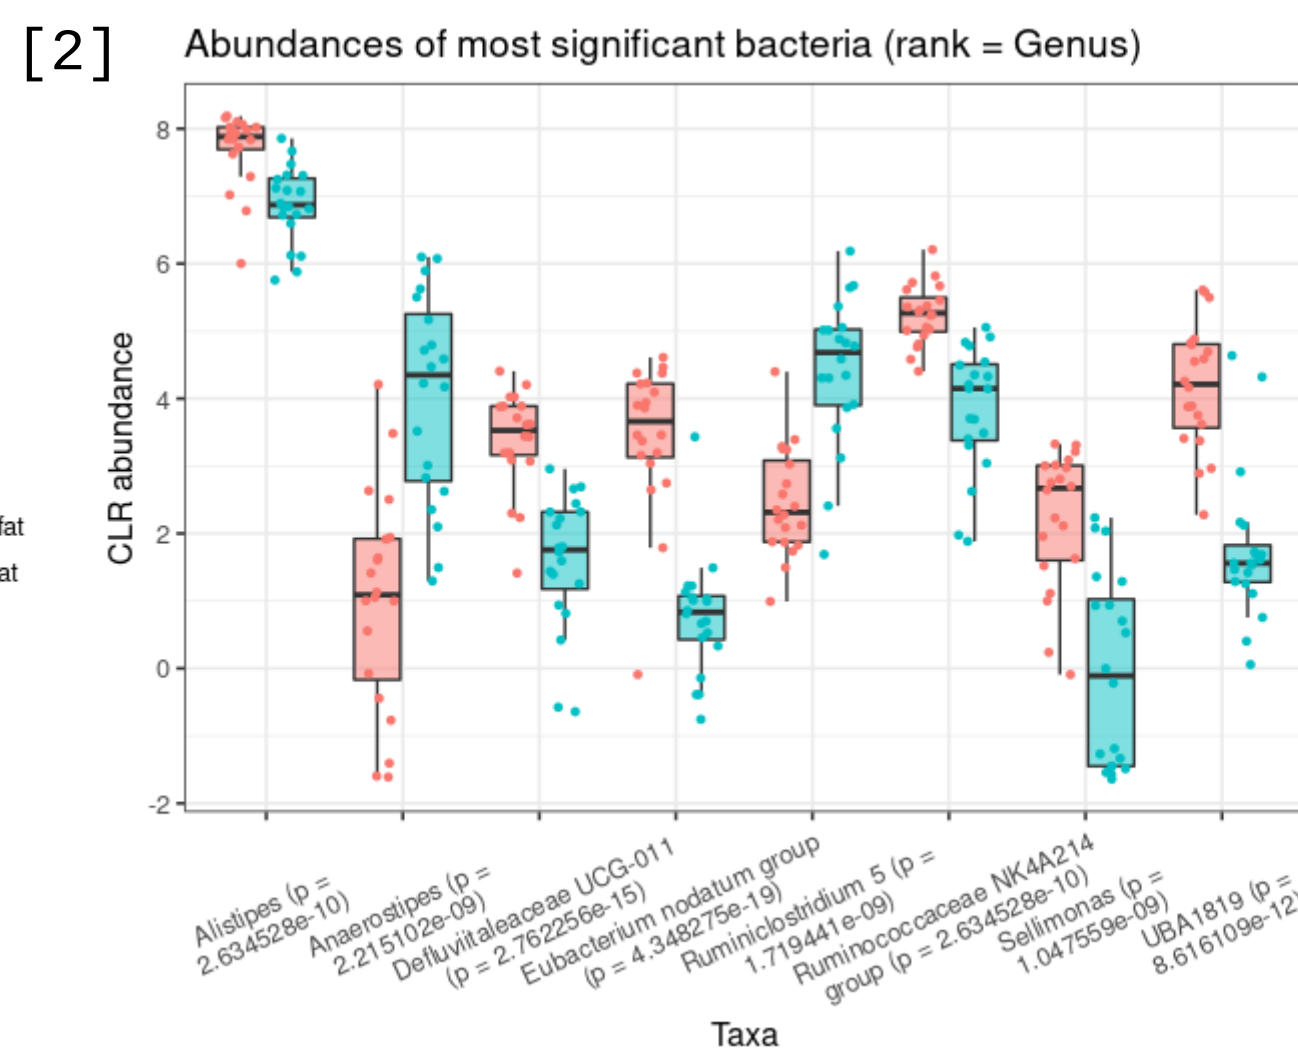 [2]
Abundances of most significant bacteria (rank = Genus)
CLR abundance
8
6
4
2
0
-2
fat
at
Alistipes (p =
2.634528e-10)
Anaerostipes (p =
2.215102e-09)
Defluviitaleaceae UCG-011
(p = 2.762256e-15)
Eubacterium nodatum group
(p = 4.348275e-19)
Ruminiclostridium 5 (p =
1.719441e-09)
Ruminococcaceae NK4A214
group (p = 2.634528e-10)
Sellimonas (p =
1.047559e-09)
UBA1819 (p =
8.616109e-12)
Taxa